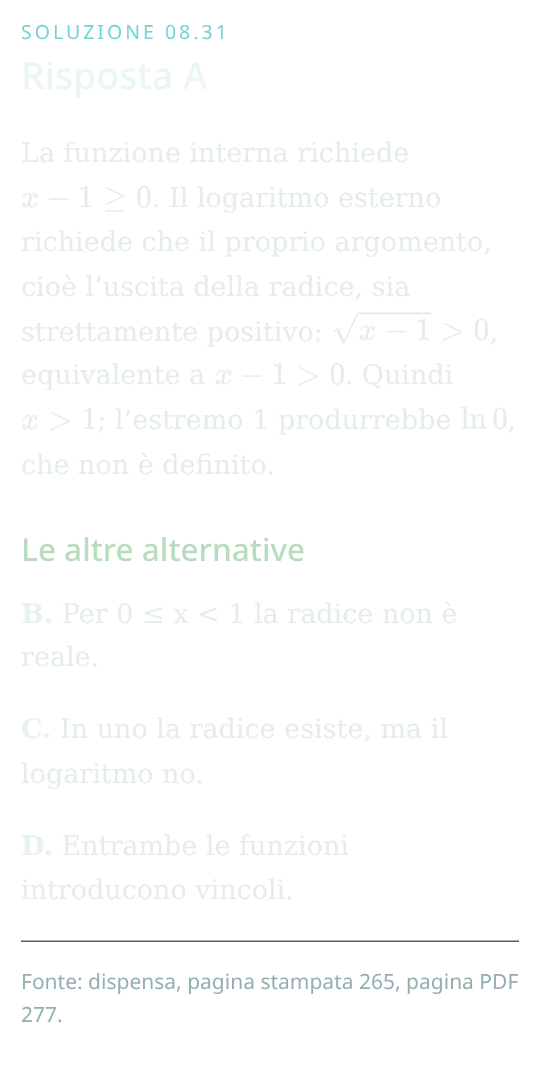 SOLUZIONE 08.31
Risposta A
La funzione interna richiede
x − 1 ≥ 0. Il logaritmo esterno
richiede che il proprio argomento,
cioè l’uscita della radice, sia
strettamente positivo: √(x − 1) > 0,
equivalente a x − 1 > 0. Quindi
x > 1; l’estremo 1 produrrebbe ln 0,
che non è definito.
Le altre alternative
B. Per 0 ≤ x < 1 la radice non è
reale.
C. In uno la radice esiste, ma il
logaritmo no.
D. Entrambe le funzioni
introducono vincoli.
Fonte: dispensa, pagina stampata 265, pagina PDF
277.